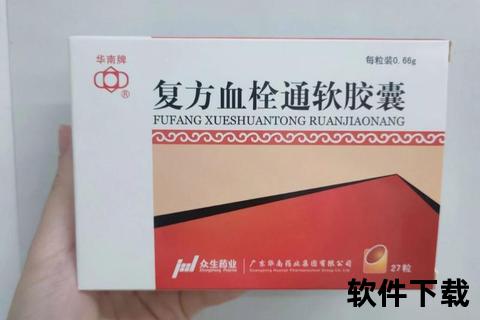 华南牌
®
每粒装0.66g
复方血栓通软胶囊
FUFANG XUESHUANTONG RUANJIAONANG
众生药业
广东华南药业集团有限公司
27粒
软件下载